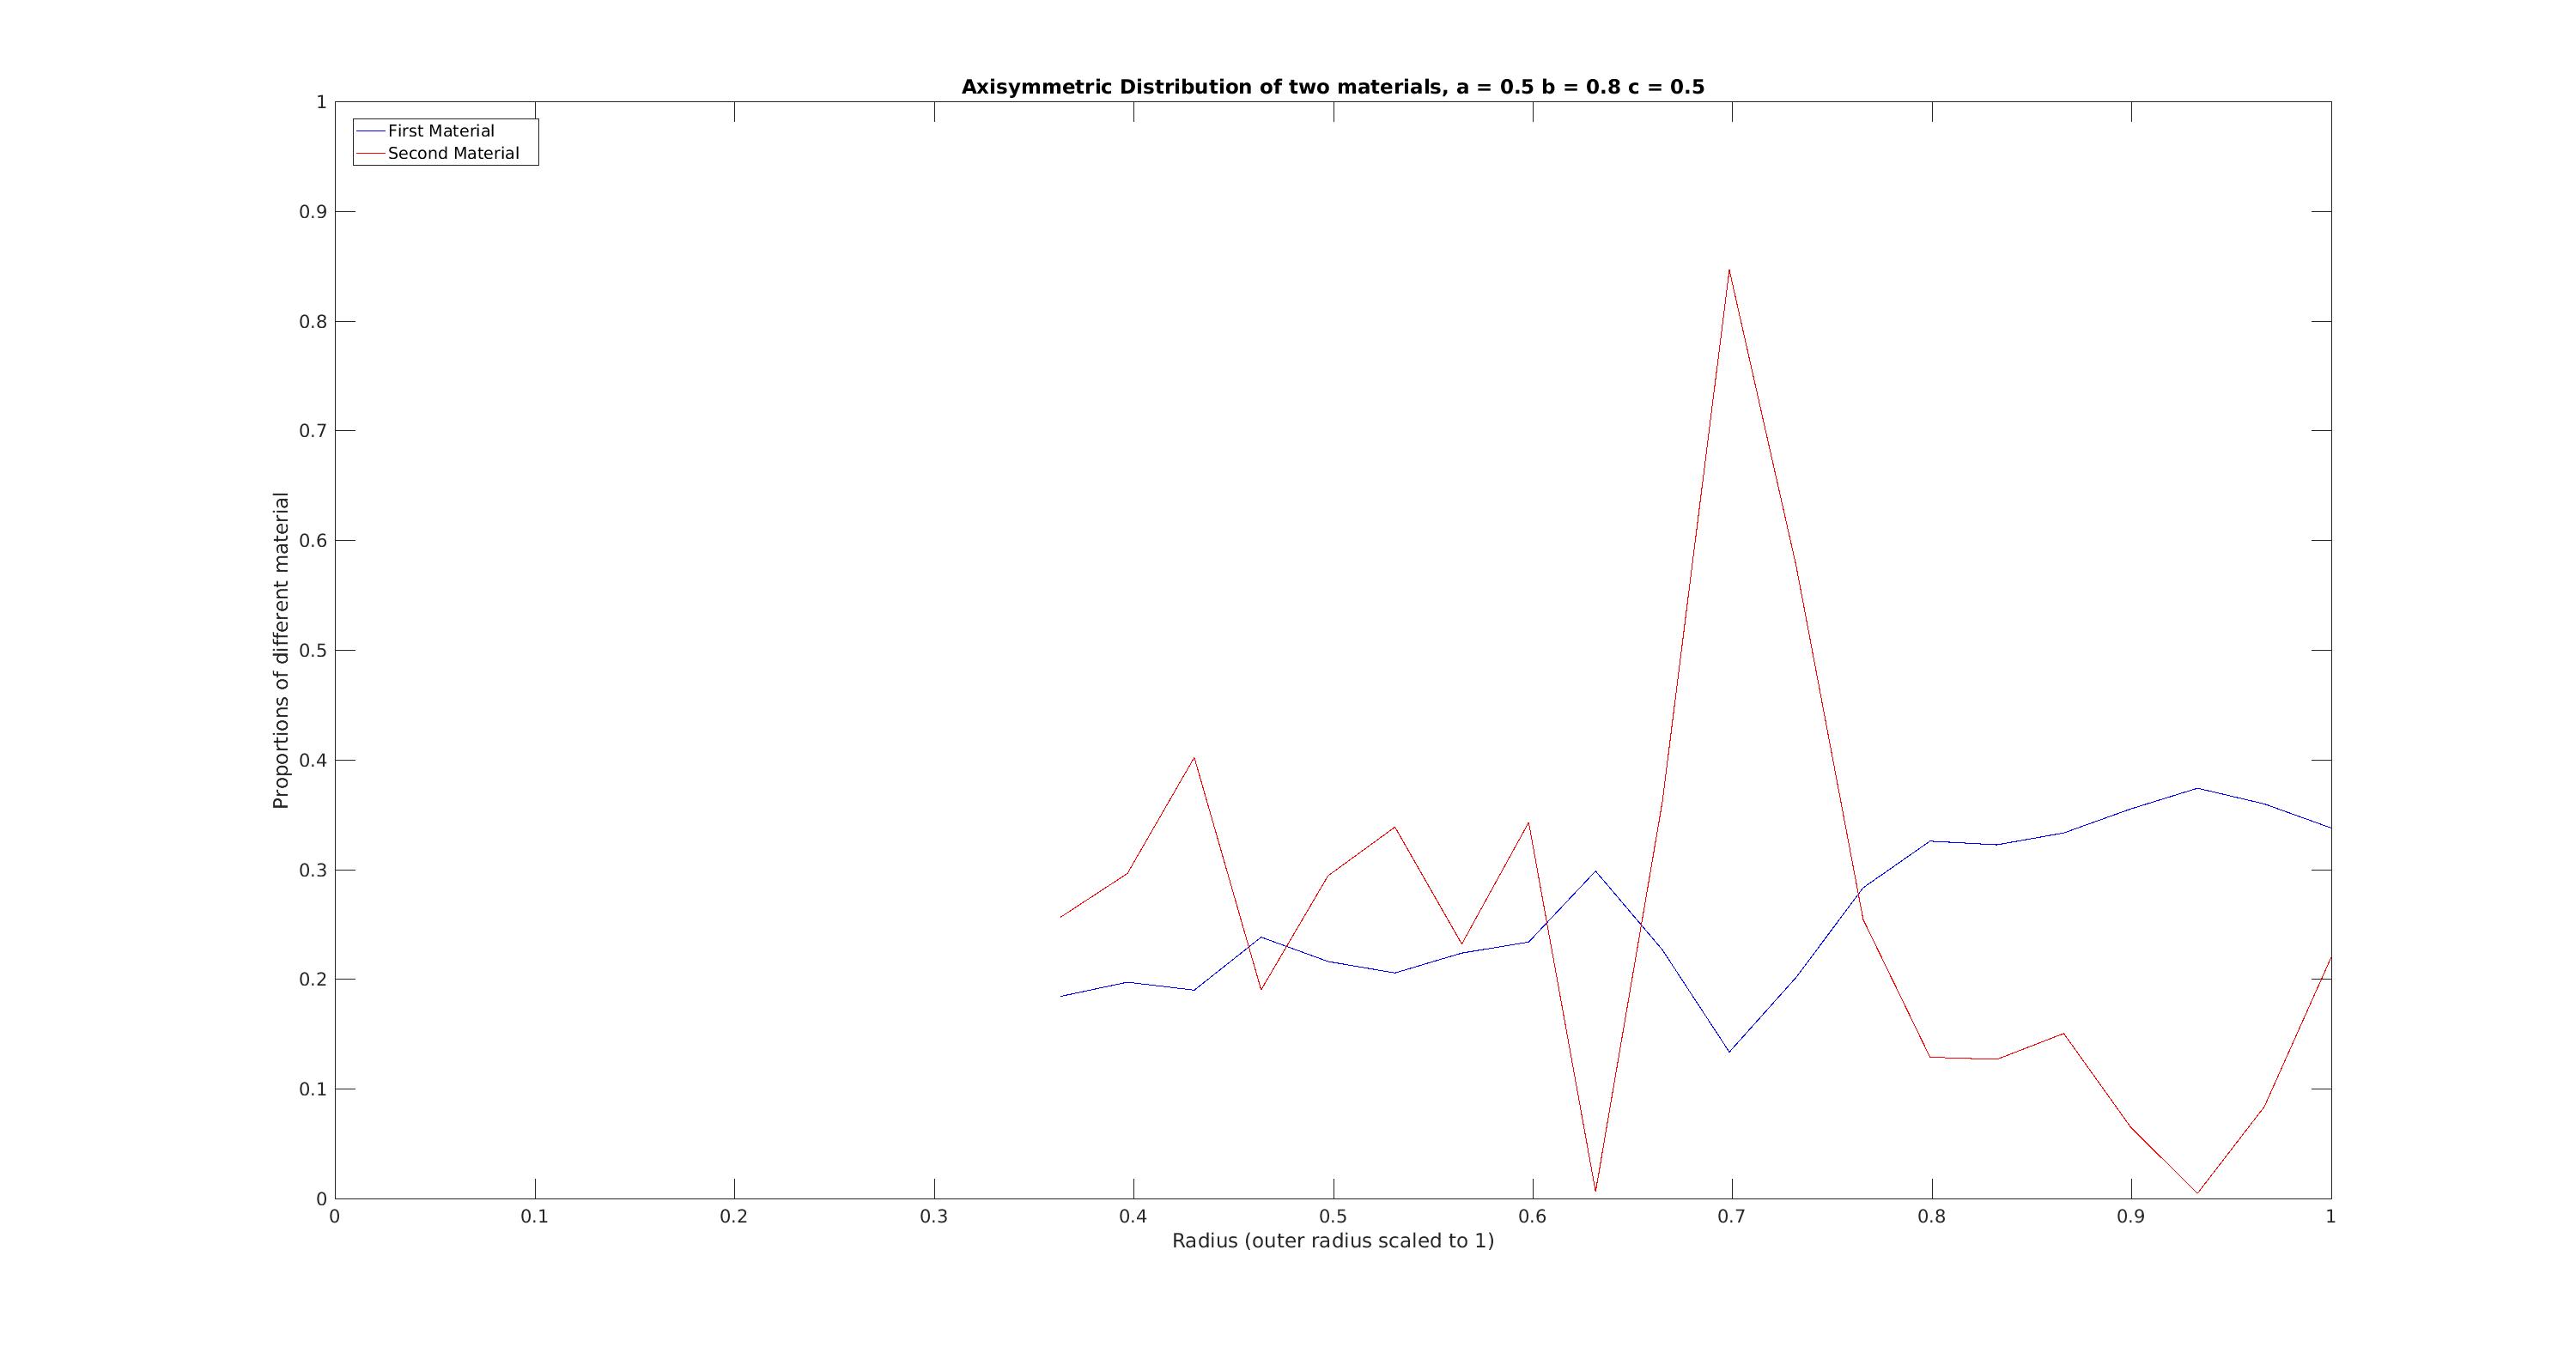 Axisymmetric Distribution of two materials, a = 0.5 b = 0.8 c = 0.5
First Material
Second Material
1
0.9
0.8
0.7
0.6
0.5
0.4
0.3
0.2
0.1
0
Proportions of different material
0 0.1 0.2 0.3 0.4 0.5 0.6 0.7 0.8 0.9 1
Radius (outer radius scaled to 1)